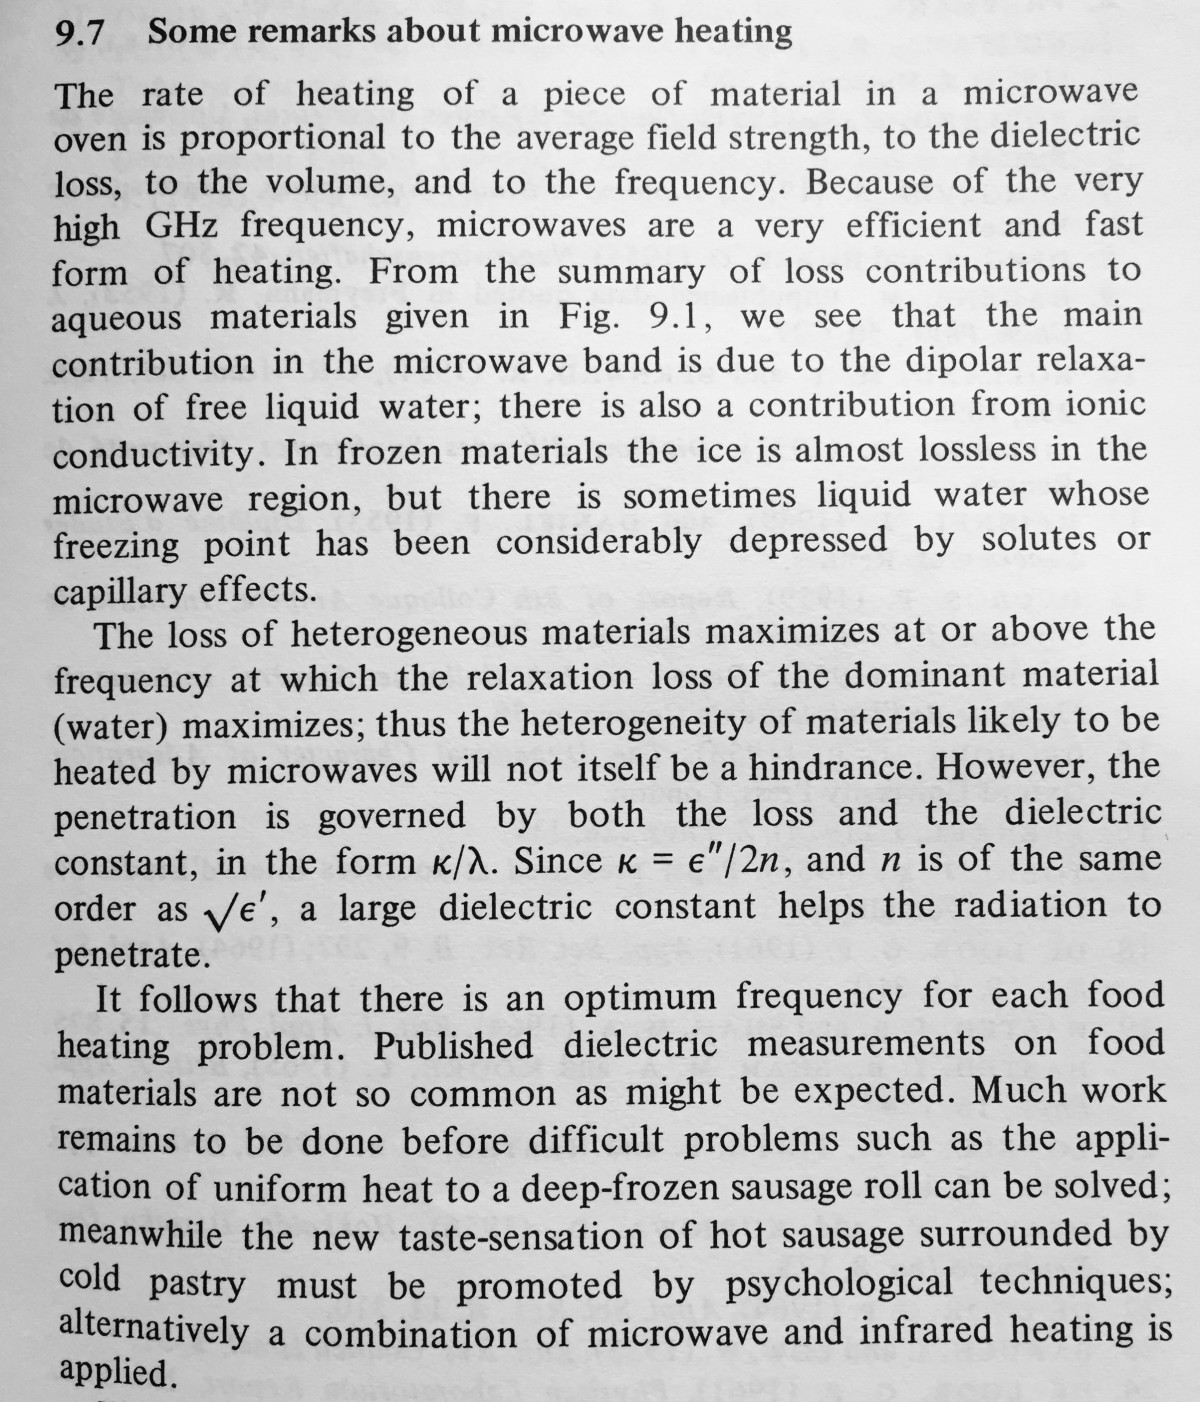 9.7 Some remarks about microwave heating
The rate of heating of a piece of material in a microwave
oven is proportional to the average field strength, to the dielectric
loss, to the volume, and to the frequency. Because of the very
high GHz frequency, microwaves are a very efficient and fast
form of heating. From the summary of loss contributions to
aqueous materials given in Fig. 9.1, we see that the main
contribution in the microwave band is due to the dipolar relaxa-
tion of free liquid water; there is also a contribution from ionic
conductivity. In frozen materials the ice is almost lossless in the
microwave region, but there is sometimes liquid water whose
freezing point has been considerably depressed by solutes or
capillary effects.
The loss of heterogeneous materials maximizes at or above the
frequency at which the relaxation loss of the dominant material
(water) maximizes; thus the heterogeneity of materials likely to be
heated by microwaves will not itself be a hindrance. However, the
penetration is governed by both the loss and the dielectric
constant, in the form κ/λ. Since κ = ϵ″/2n, and n is of the same
order as √ϵ′, a large dielectric constant helps the radiation to
penetrate.
It follows that there is an optimum frequency for each food
heating problem. Published dielectric measurements on food
materials are not so common as might be expected. Much work
remains to be done before difficult problems such as the appli-
cation of uniform heat to a deep-frozen sausage roll can be solved;
meanwhile the new taste-sensation of hot sausage surrounded by
cold pastry must be promoted by psychological techniques;
alternatively a combination of microwave and infrared heating is
applied.